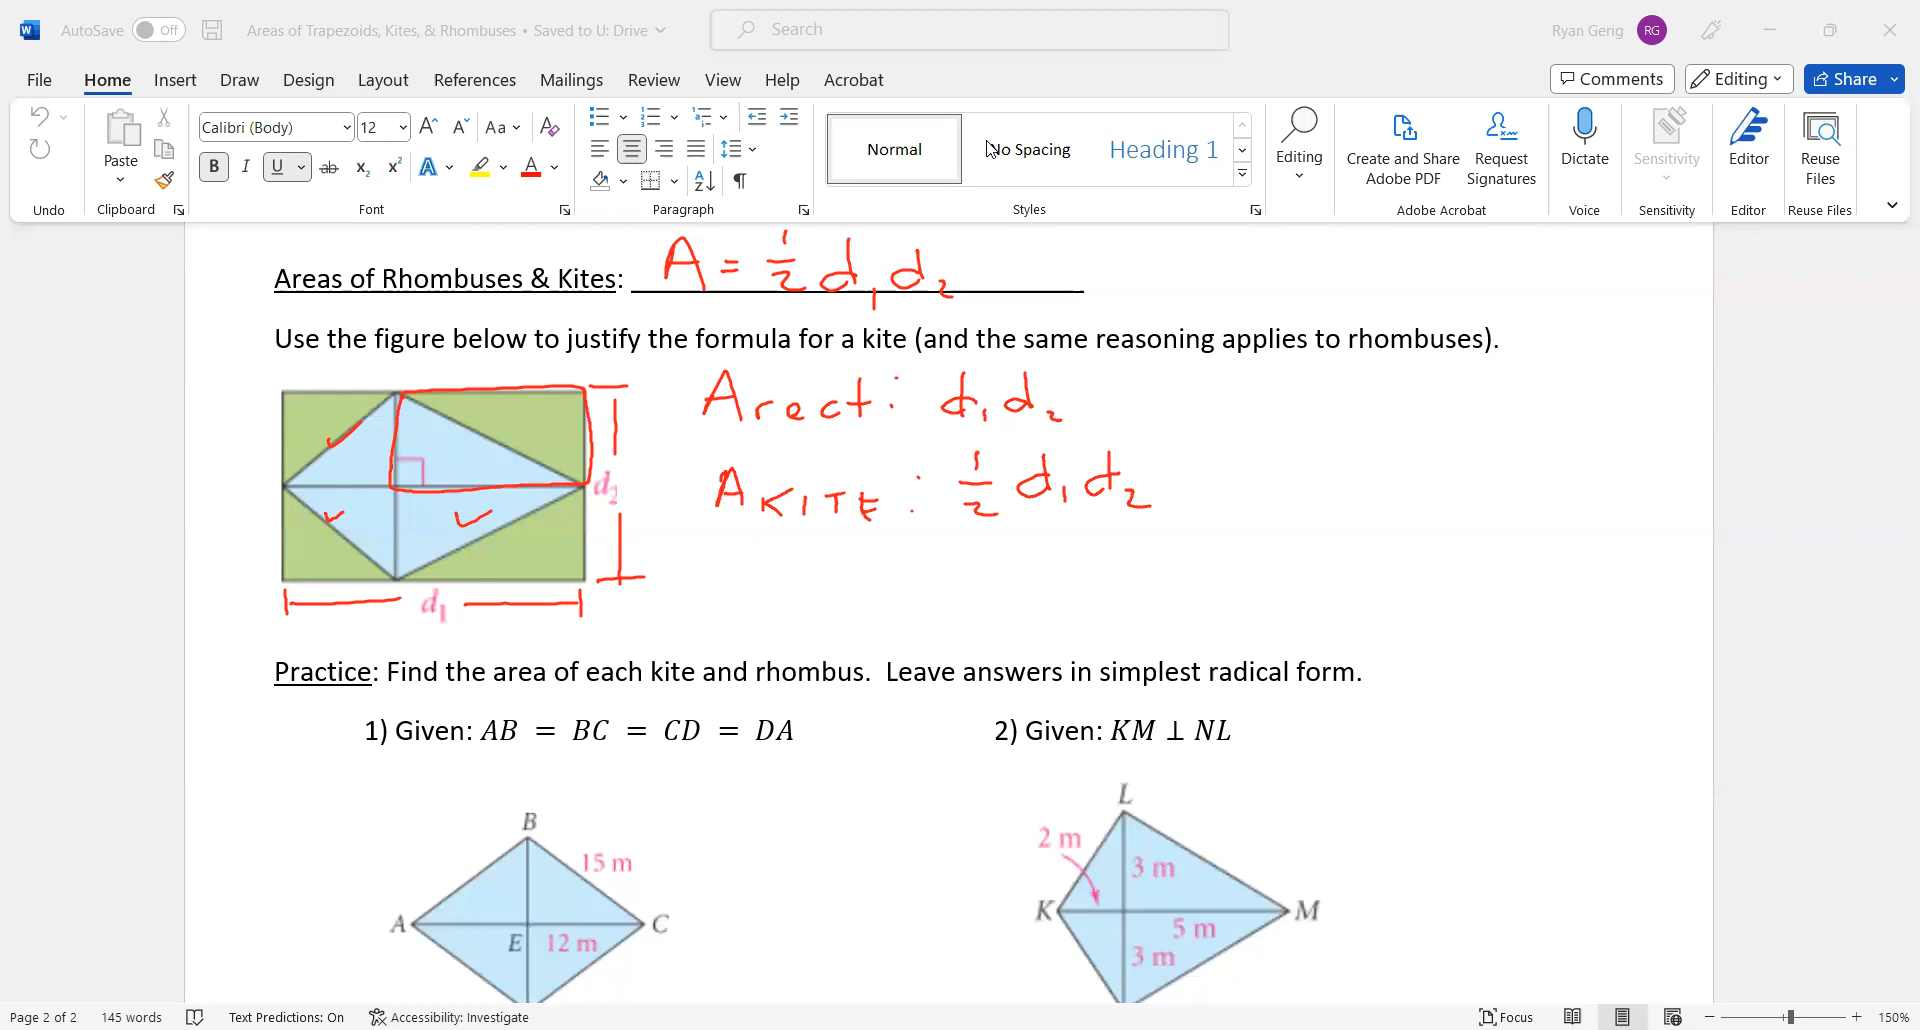 AutoSave Off Areas of Trapezoids, Kites, & Rhombuses • Saved to U: Drive Search Ryan Gerig RG
File Home Insert Draw Design Layout References Mailings Review View Help Acrobat Comments Editing Share
Calibri (Body) 12
Paste
Normal No Spacing Heading 1
Editing
Create and Share Adobe PDF
Request Signatures
Dictate
Sensitivity
Editor
Reuse Files
Undo Clipboard Font Paragraph Styles Adobe Acrobat Voice Sensitivity Editor Reuse Files
Areas of Rhombuses & Kites: A = 1/2 d₁ d₂
Use the figure below to justify the formula for a kite (and the same reasoning applies to rhombuses).
A rect: d₁ d₂
A KITE: 1/2 d₁ d₂
d₂
d₁
Practice: Find the area of each kite and rhombus. Leave answers in simplest radical form.
1) Given: AB = BC = CD = DA
2) Given: KM ⊥ NL
B
15 m
A
C
E
12 m
L
2 m
3 m
K
M
5 m
3 m
Page 2 of 2 145 words Text Predictions: On Accessibility: Investigate Focus 150%